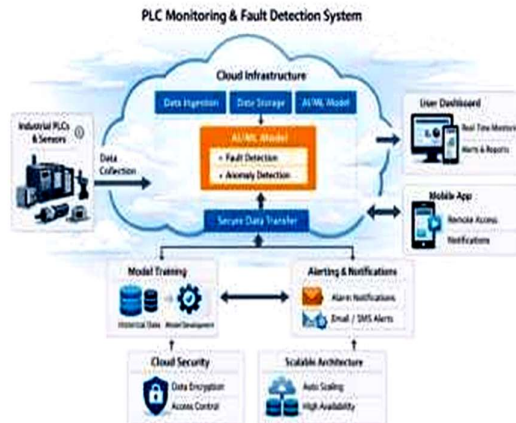 PLC Monitoring & Fault Detection System
Cloud Infrastructure
Data Ingestion
Data Storage
AI/ML Model
Industrial PLCs
& Sensors
Data
Collection
AI/ML Model
• Fault Detection
• Anomaly Detection
Secure Data Transfer
User Dashboard
Real Time Monitors
Alerts & Reports
Mobile App
Remote Access
Notifications
Model Training
Historical Data
Model Development
Alerting & Notifications
Alarm Notifications
Email / SMS Alerts
Cloud Security
Data Encryption
Access Control
Scalable Architecture
Auto Scaling
High Availability